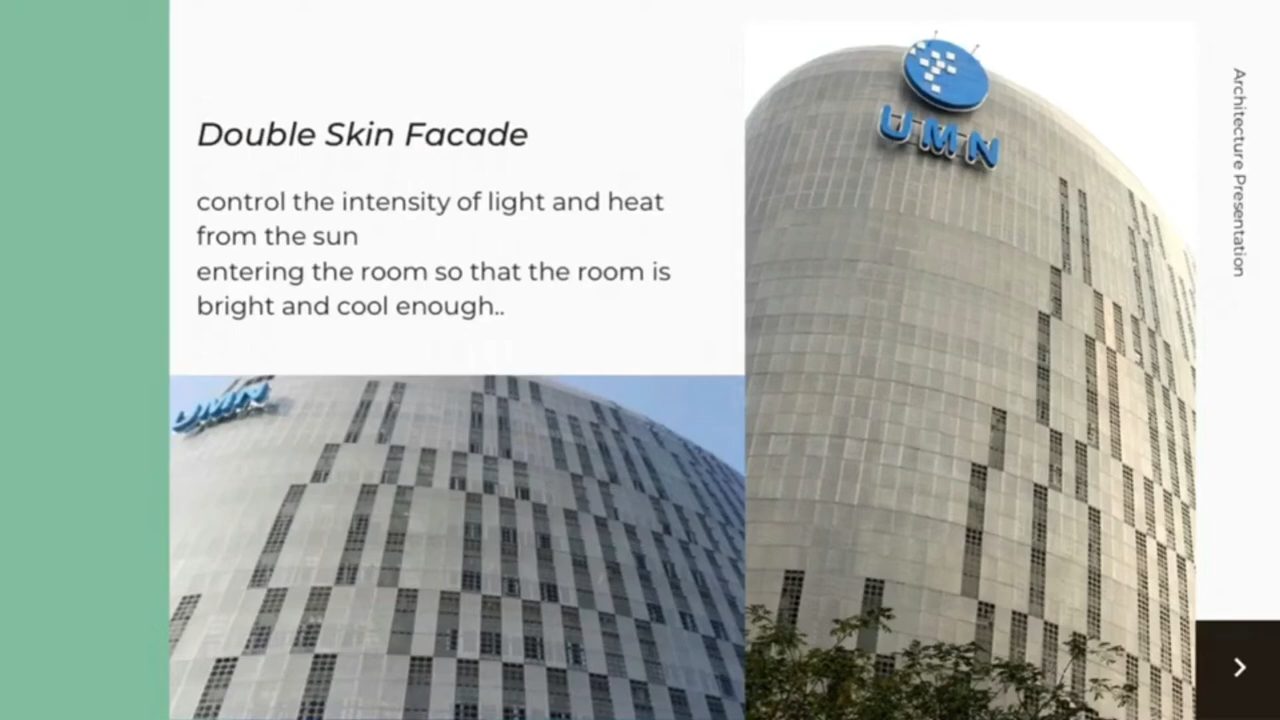 Double Skin Facade
control the intensity of light and heat
from the sun
entering the room so that the room is
bright and cool enough..
UMN
UMN
Architecture Presentation